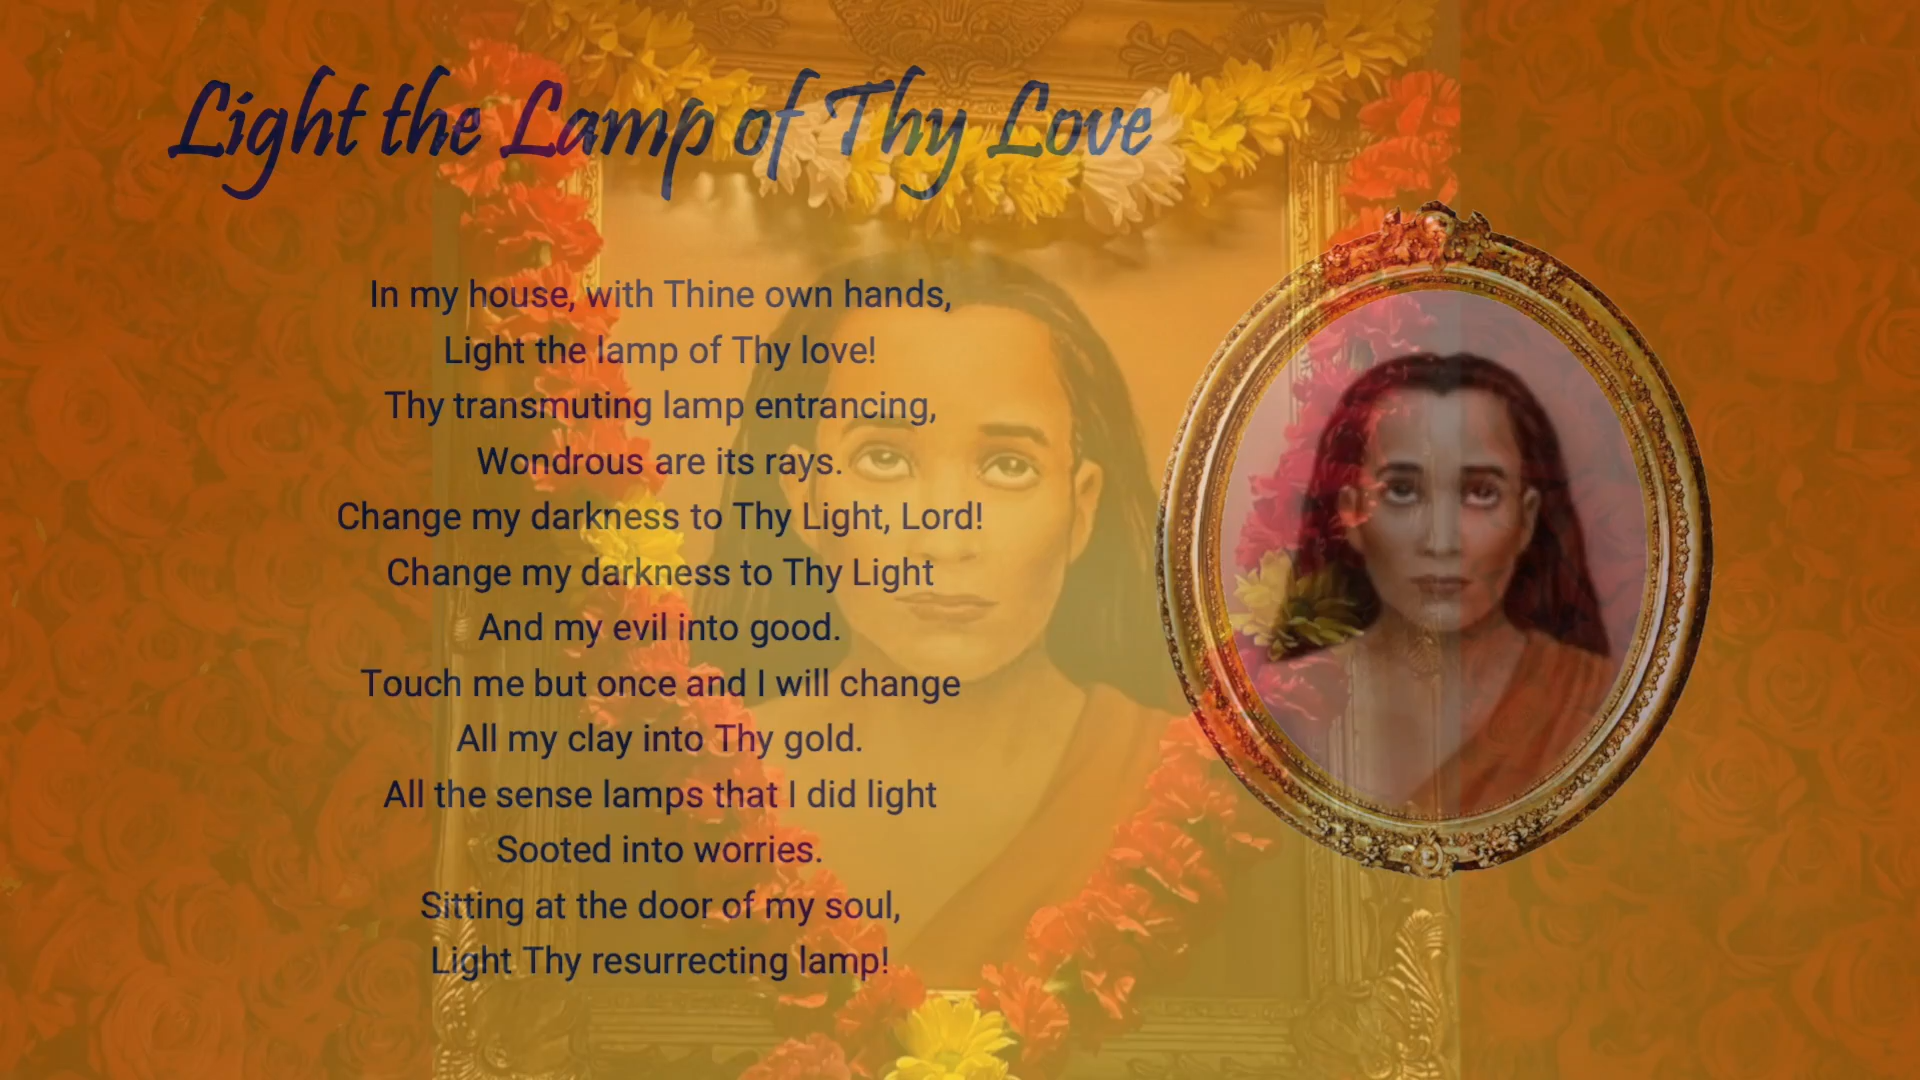 Light the Lamp of Thy Love
In my house, with Thine own hands,
Light the lamp of Thy love!
Thy transmuting lamp entrancing,
Wondrous are its rays.
Change my darkness to Thy Light, Lord!
Change my darkness to Thy Light
And my evil into good.
Touch me but once and I will change
All my clay into Thy gold.
All the sense lamps that I did light
Sooted into worries.
Sitting at the door of my soul,
Light Thy resurrecting lamp!